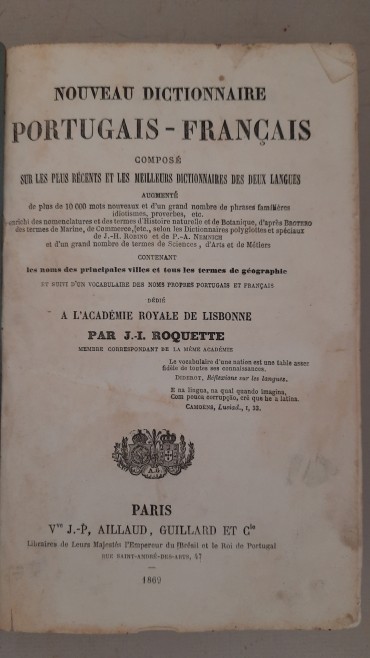 NOUVEAU DICTIONNAIRE
PORTUGAIS - FRANÇAIS
COMPOSÉ
SUR LES PLUS RÉCENTS ET LES MEILLEURS DICTIONNAIRES DES DEUX LANGUES
AUGMENTÉ
de plus de 10 000 mots nouveaux et d'un grand nombre de phrases familières
idiotismes, proverbes, etc.
enrichi des nomenclatures et des termes d'Histoire naturelle et de Botanique, d'après BROTERO
des termes de Marine, de Commerce, etc., selon les Dictionnaires polyglottes et spéciaux
de J.-H. RODING et de P.-A. NEMNICH
et d'un grand nombre de termes de Sciences, d'Arts et de Métiers
CONTENANT
les noms des principales villes et tous les termes de géographie
ET SUIVI D'UN VOCABULAIRE DES NOMS PROPRES PORTUGAIS ET FRANÇAIS
DÉDIÉ
A L'ACADÉMIE ROYALE DE LISBONNE
PAR J.-I. ROQUETTE
MEMBRE CORRESPONDANT DE LA MÊME ACADÉMIE
Le vocabulaire d'une nation est une table assez
fidèle de toutes ses connaissances.
DIDEROT, Réflexions sur les langues.
E na lingua, na qual quando imagina,
Com pouca corrupção, crê que he a latina.
CAMOENS, Lusiad., I, 33.
A.G
PARIS
Vve J.-P. AILLAUD, GUILLARD ET Cie
Libraires de Leurs Majestés l'Empereur du Brésil et le Roi de Portugal
RUE SAINT-ANDRÉ-DES-ARTS, 47
1869